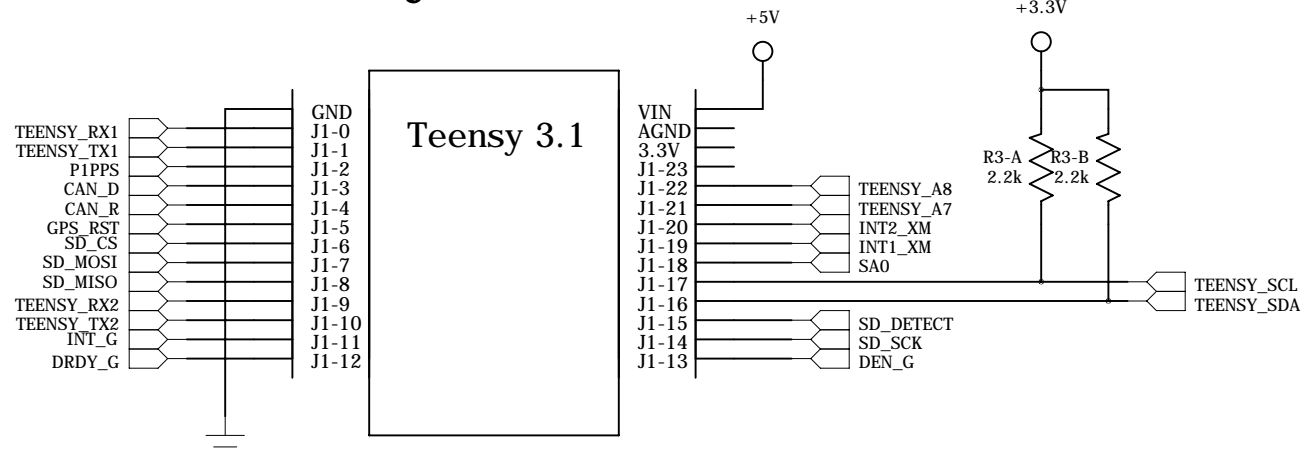 +5V
+3.3V
Teensy 3.1
TEENSY_RX1
TEENSY_TX1
P1PPS
CAN_D
CAN_R
GPS_RST
SD_CS
SD_MOSI
SD_MISO
TEENSY_RX2
TEENSY_TX2
INT_G
DRDY_G
GND
J1-0
J1-1
J1-2
J1-3
J1-4
J1-5
J1-6
J1-7
J1-8
J1-9
J1-10
J1-11
J1-12
VIN
AGND
3.3V
J1-23
J1-22
J1-21
J1-20
J1-19
J1-18
J1-17
J1-16
J1-15
J1-14
J1-13
TEENSY_A8
TEENSY_A7
INT2_XM
INT1_XM
SA0
SD_DETECT
SD_SCK
DEN_G
R3-A
2.2k
R3-B
2.2k
TEENSY_SCL
TEENSY_SDA